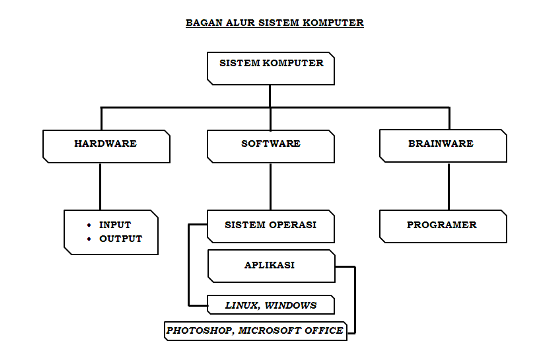 BAGAN ALUR SISTEM KOMPUTER
SISTEM KOMPUTER
HARDWARE
SOFTWARE
BRAINWARE
♦ INPUT
♦ OUTPUT
SISTEM OPERASI
PROGRAMER
APLIKASI
LINUX, WINDOWS
PHOTOSHOP, MICROSOFT OFFICE